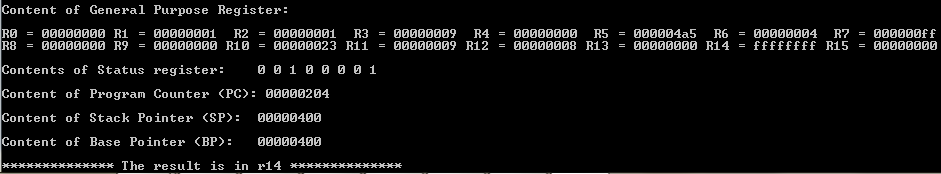 Content of General Purpose Register:
R0 = 00000000 R1 = 00000001 R2 = 00000001 R3 = 00000009 R4 = 00000000 R5 = 000004a5 R6 = 00000004 R7 = 000000ff
R8 = 00000000 R9 = 00000000 R10 = 00000023 R11 = 00000009 R12 = 00000008 R13 = 00000000 R14 = ffffffff R15 = 00000000
Contents of Status register: 0 0 1 0 0 0 0 1
Content of Program Counter (PC): 00000204
Content of Stack Pointer (SP): 00000400
Content of Base Pointer (BP): 00000400
************** The result is in r14 **************